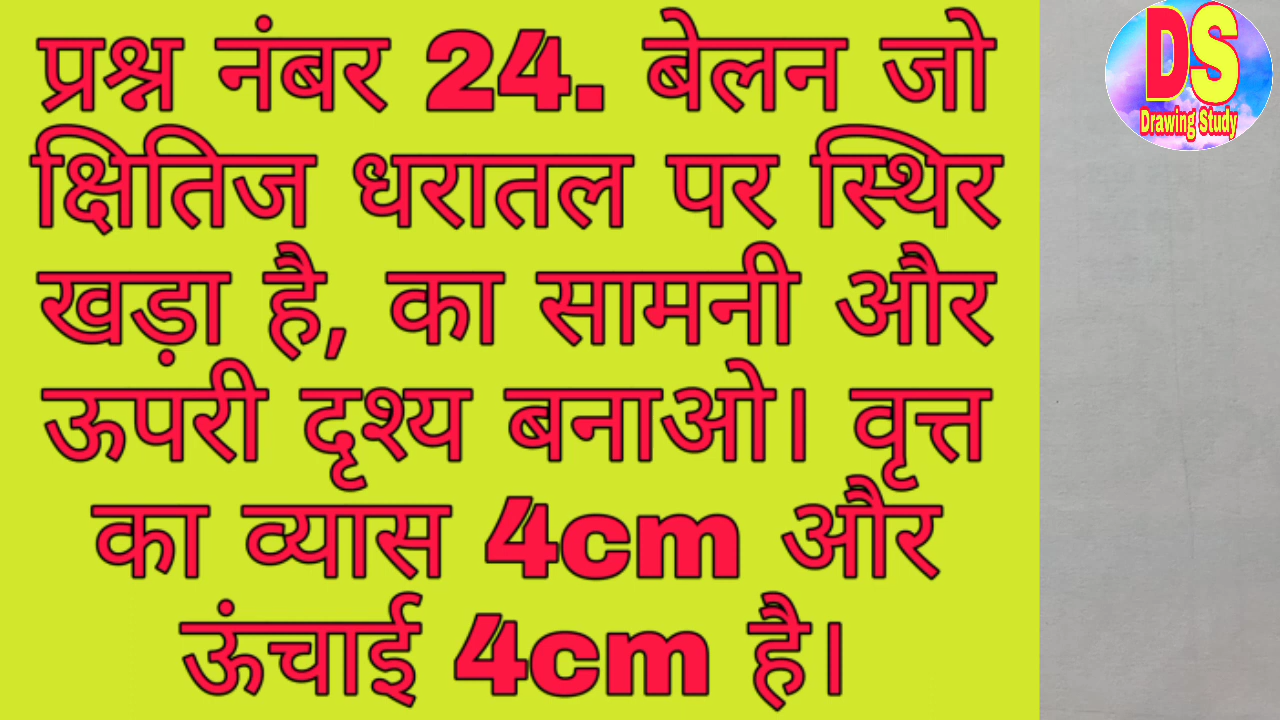 प्रश्न नंबर 24. बेलन जो
क्षितिज धरातल पर स्थिर
खड़ा है, का सामनी और
ऊपरी दृश्य बनाओ। वृत्त
का व्यास 4cm और
ऊंचाई 4cm है।
DS
Drawing Study